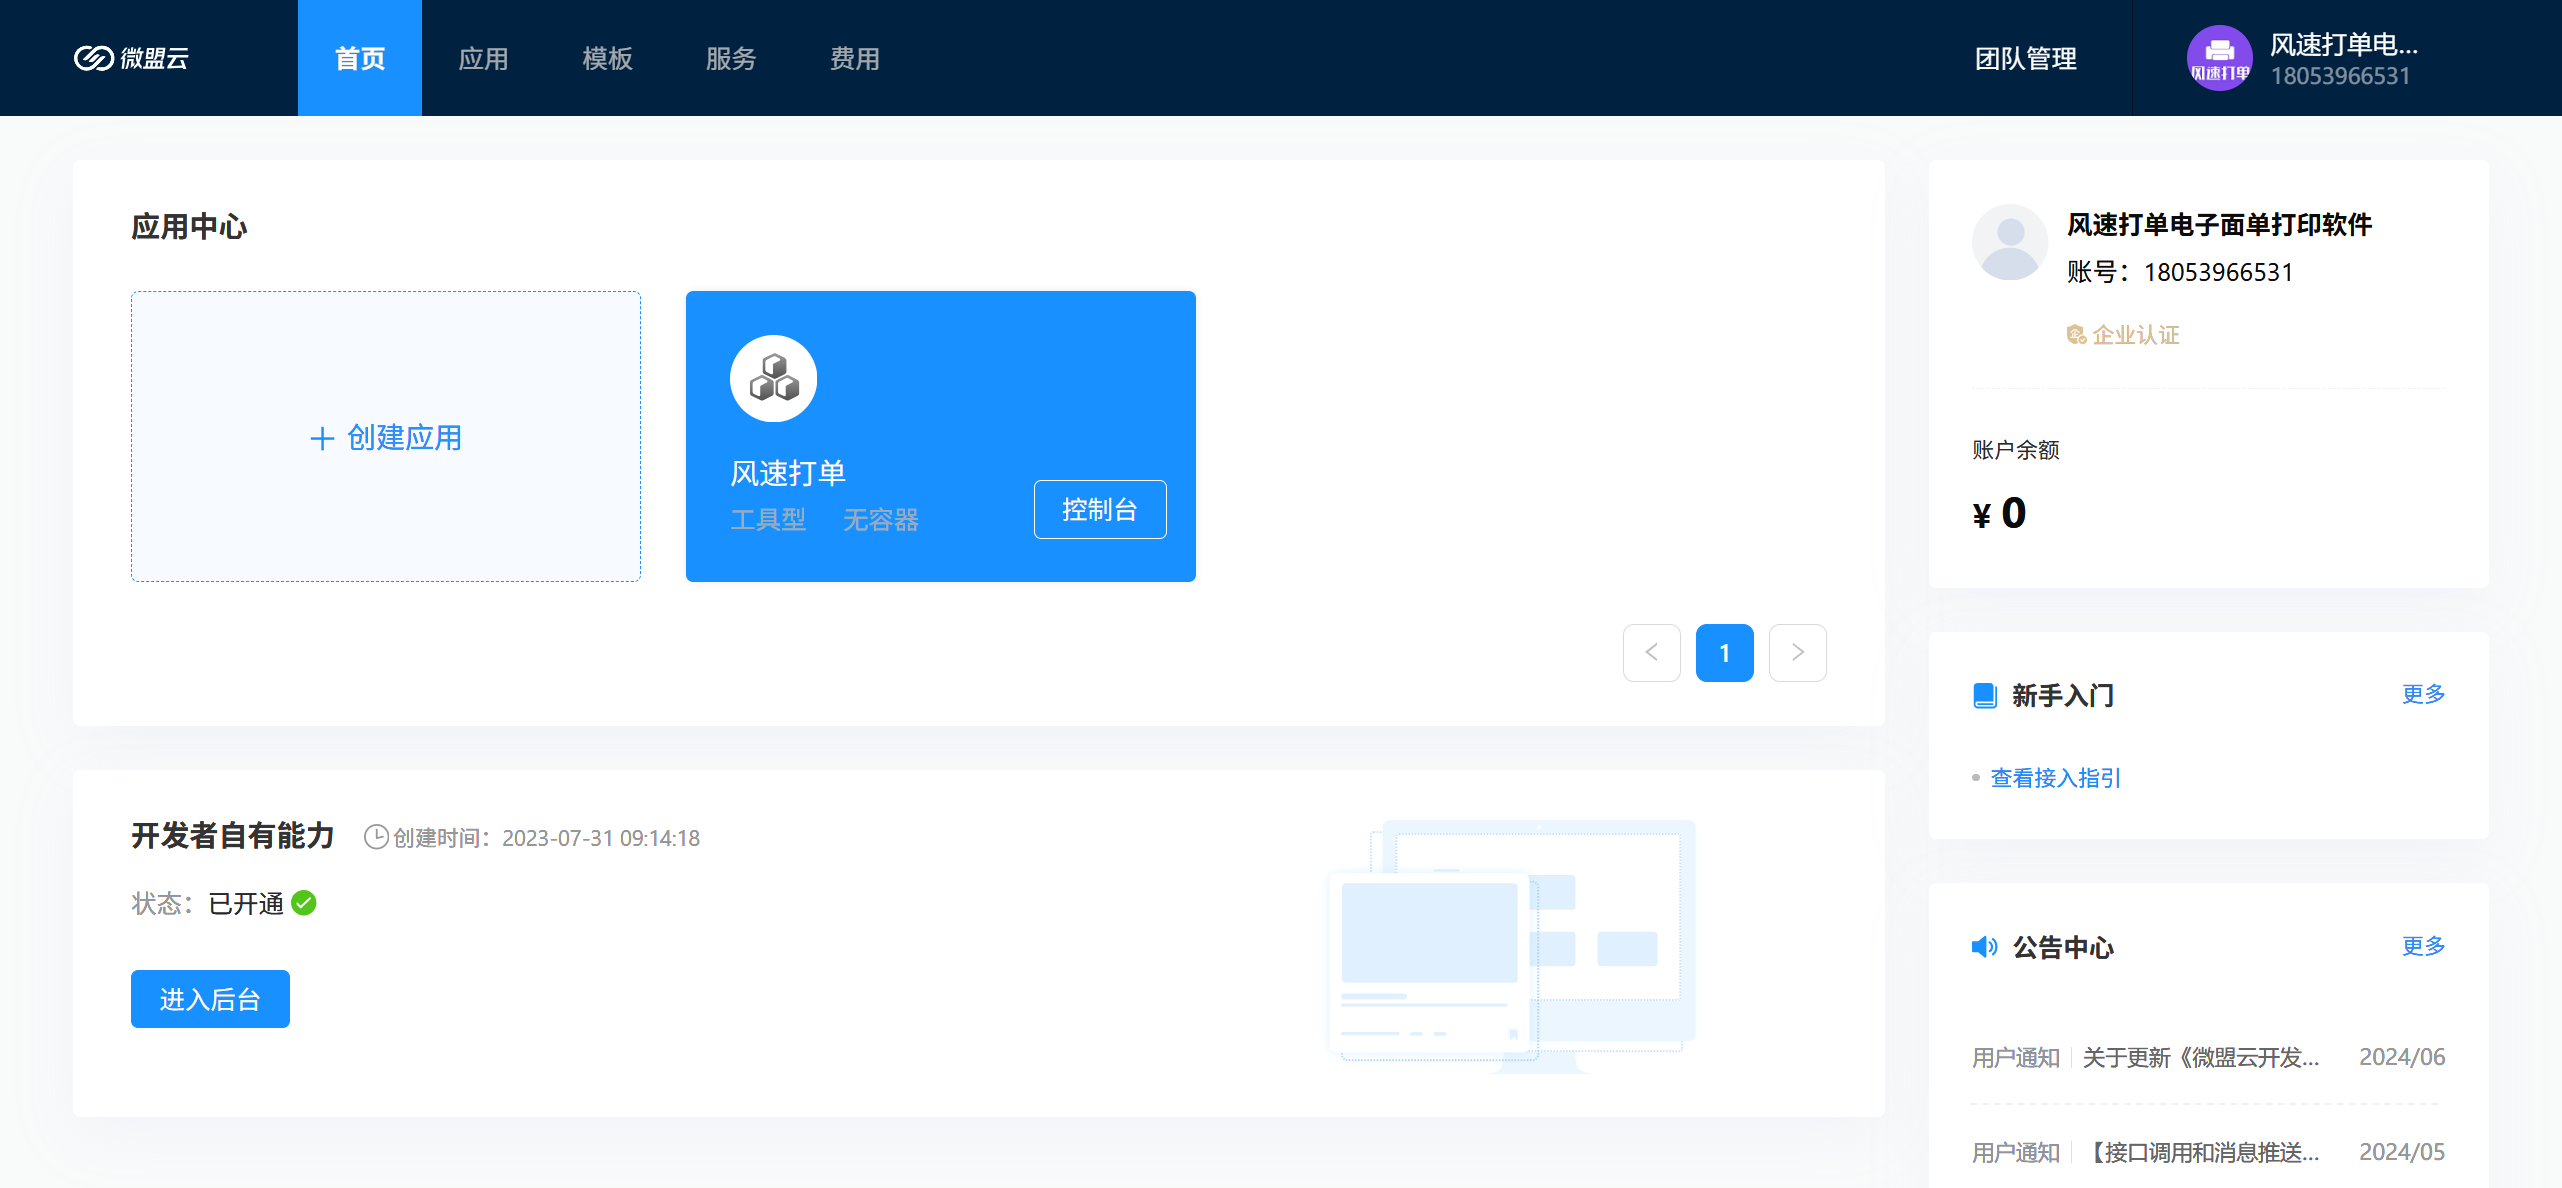 微盟云
首页
应用
模板
服务
费用
团队管理
风速打单
风速打单电...
18053966531
应用中心
创建应用
风速打单
工具型 无容器
控制台
< 1 >
开发者自有能力
创建时间：2023-07-31 09:14:18
状态：已开通
进入后台
风速打单电子面单打印软件
账号：18053966531
企业认证
账户余额
¥ 0
新手入门
更多
查看接入指引
公告中心
更多
用户通知 关于更新《微盟云开发... 2024/06
用户通知 【接口调用和消息推送... 2024/05